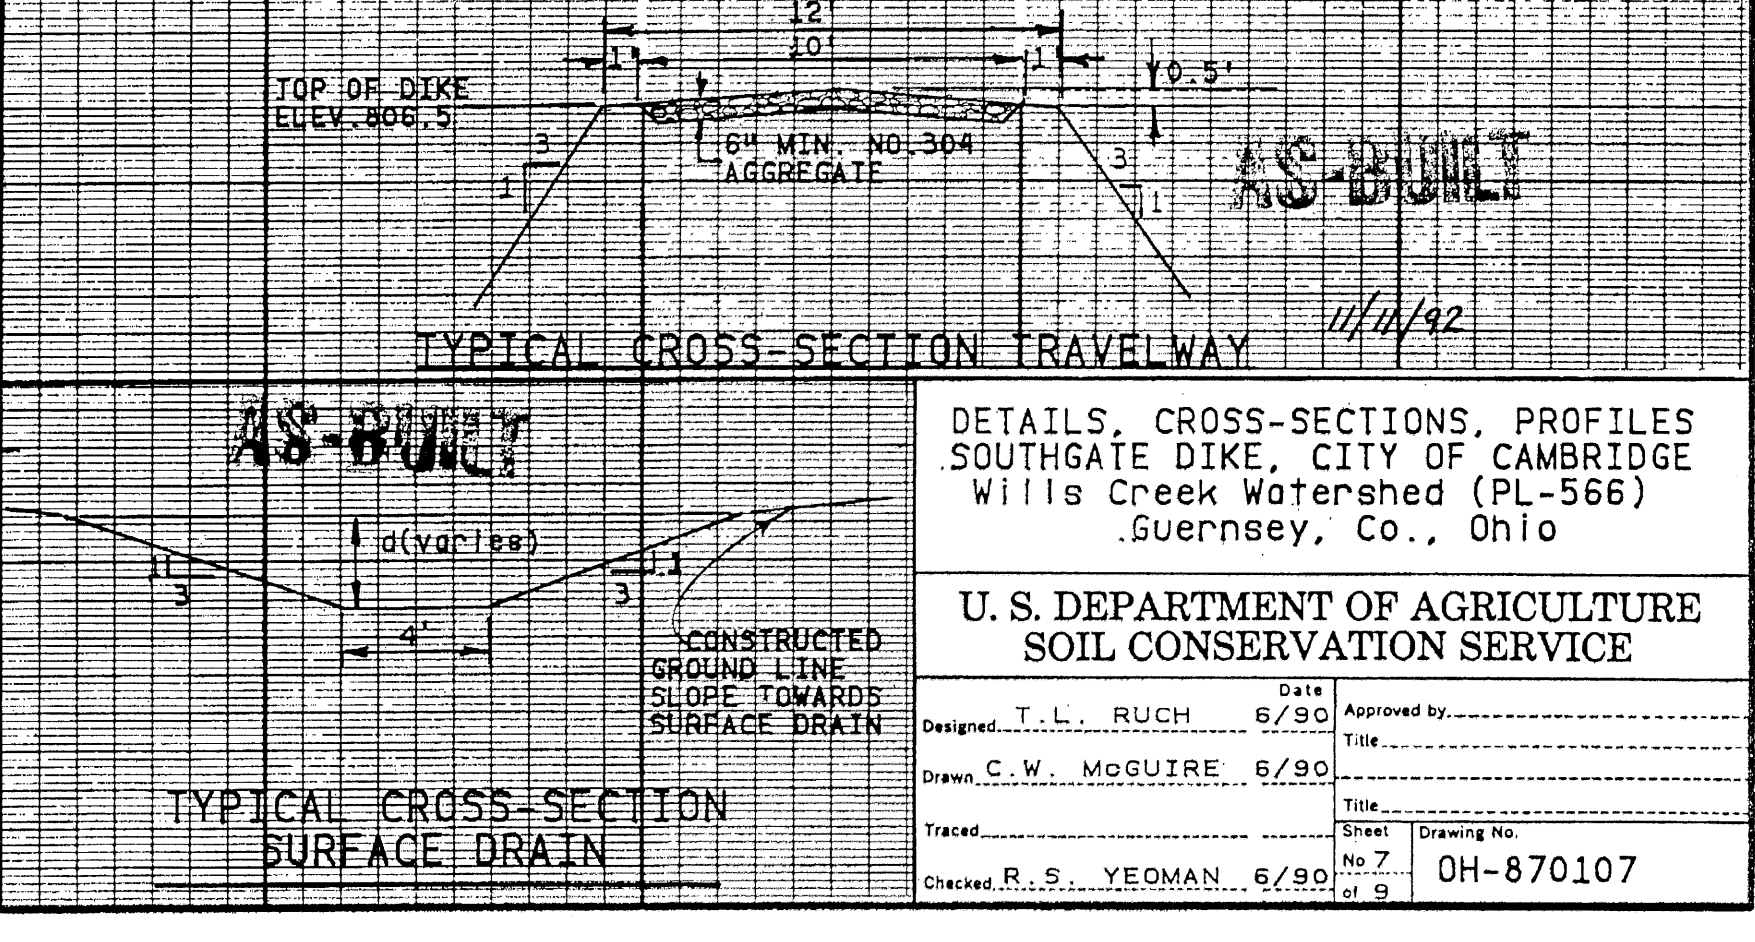 12'
10'
1'
1'
0.5'
TOP OF DIKE
ELEV.806.5
6" MIN. NO.304
AGGREGATE
3
1
3
1
AS-BUILT
11/11/92
TYPICAL CROSS-SECTION TRAVELWAY
AS-BUILT
d(varies)
1
3
1
3
4'
CONSTRUCTED
GROUND LINE
SLOPE TOWARDS
SURFACE DRAIN
TYPICAL CROSS-SECTION
SURFACE DRAIN
DETAILS, CROSS-SECTIONS, PROFILES
SOUTHGATE DIKE, CITY OF CAMBRIDGE
Wills Creek Watershed (PL-566)
Guernsey, Co., Ohio
U. S. DEPARTMENT OF AGRICULTURE
SOIL CONSERVATION SERVICE
Date
Designed T.L. RUCH 6/90
Drawn C.W. McGUIRE 6/90
Traced
Checked R.S. YEOMAN 6/90
Approved by
Title
Title
Sheet
No 7
of 9
Drawing No.
OH-870107